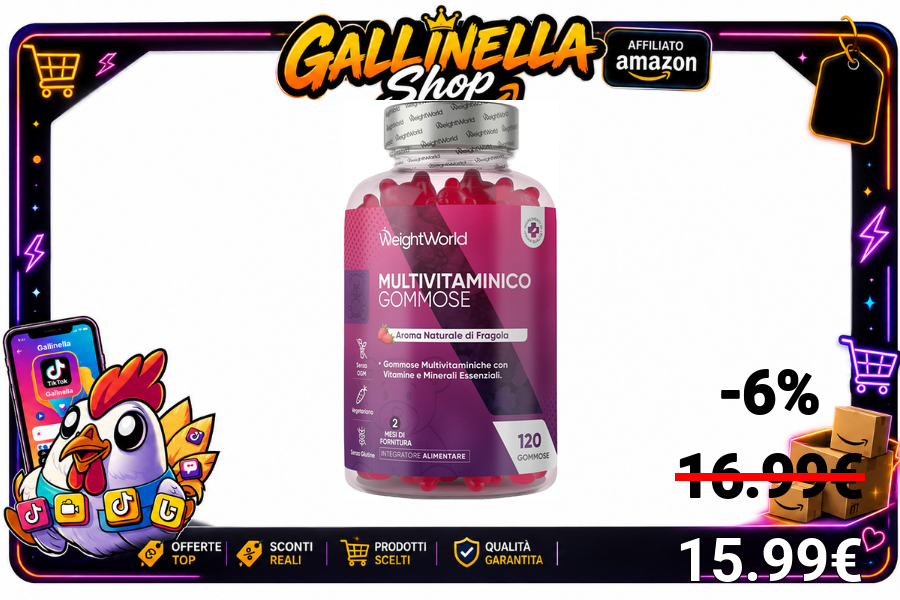 GALLINELLA
Shop
AFFILIATO
amazon
WeightWorld
WeightWorld
MULTIVITAMINICO
GOMMOSE
Aroma Naturale di Fragola
• Gommose Multivitaminiche con
Vitamine e Minerali Essenziali.
Senza
OGM
Vegetariano
Senza Glutine
2
MESI DI
FORNITURA
INTEGRATORE ALIMENTARE
120
GOMMOSE
Gallinella
TikTok
Gallinella
-6%
16.99€
15.99€
OFFERTE
TOP
SCONTI
REALI
PRODOTTI
SCELTI
QUALITÀ
GARANTITA